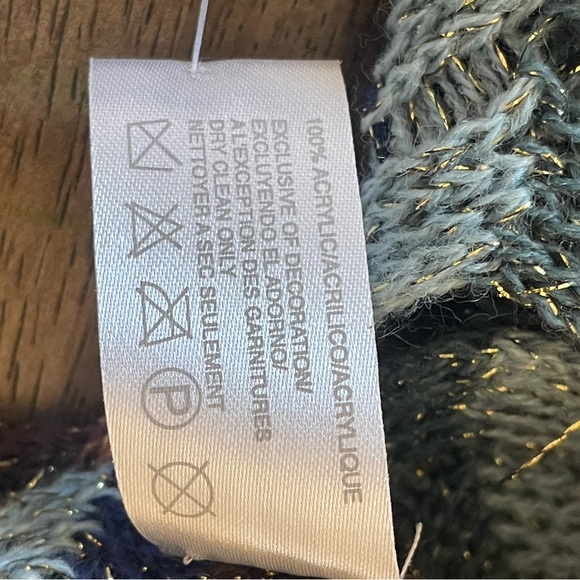 100% ACRYLIC/ACRILICO/ACRYLIQUE
EXCLUSIVE OF DECORATION/
EXCLUYENDO EL ADORNO/
A L'EXCEPTION DES GARNITURES
DRY CLEAN ONLY
NETTOYER A SEC SEULEMENT
P